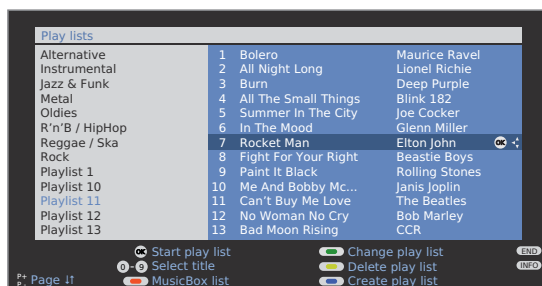 Play lists
Alternative 1 Bolero Maurice Ravel
Instrumental 2 All Night Long Lionel Richie
Jazz & Funk 3 Burn Deep Purple
Metal 4 All The Small Things Blink 182
Oldies 5 Summer In The City Joe Cocker
R'n'B / HipHop 6 In The Mood Glenn Miller
Reggae / Ska 7 Rocket Man Elton John OK
Rock 8 Fight For Your Right Beastie Boys
Playlist 1 9 Paint It Black Rolling Stones
Playlist 10 10 Me And Bobby Mc... Janis Joplin
Playlist 11 11 Can't Buy Me Love The Beatles
Playlist 12 12 No Woman No Cry Bob Marley
Playlist 13 13 Bad Moon Rising CCR
OK Start play list Change play list END
0-9 Select title Delete play list INFO
P+ P- Page MusicBox list Create play list